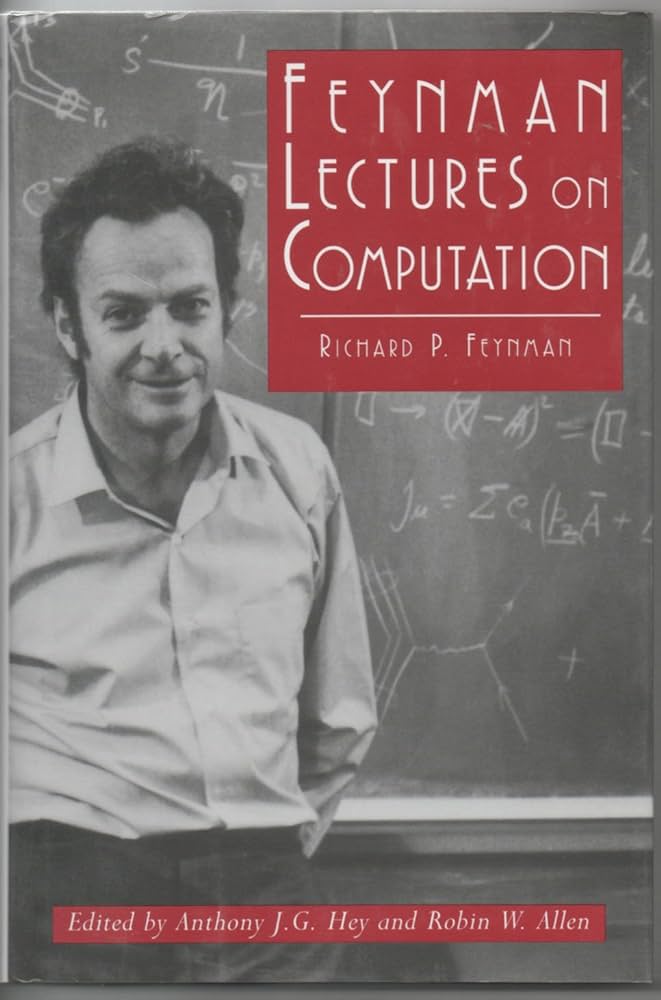 FEYNMAN
LECTURES ON
COMPUTATION
RICHARD P. FEYNMAN
Edited by Anthony J.G. Hey and Robin W. Allen